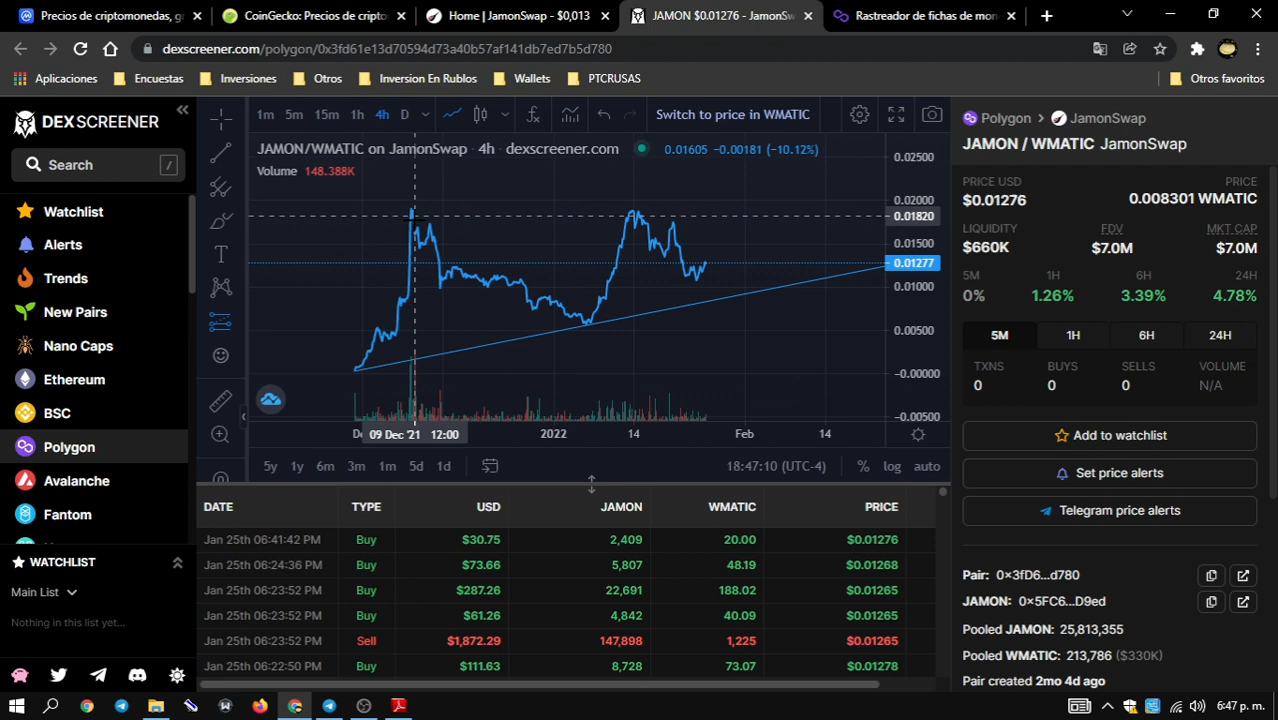 Precios de criptomonedas, g
CoinGecko: Precios de cripto
Home | JamonSwap - $0,013
JAMON $0.01276 - JamonSw
Rastreador de fichas de mon
dexscreener.com/polygon/0x3fd61e13d70594d73a40b57af141db7ed7b5d780
Aplicaciones
Encuestas
Inversiones
Otros
Inversion En Rublos
Wallets
PTCRUSAS
Otros favoritos
DEX SCREENER
Search /
Watchlist
Alerts
Trends
New Pairs
Nano Caps
Ethereum
BSC
Polygon
Avalanche
Fantom
WATCHLIST
Main List
Nothing in this list yet...
1m 5m 15m 1h 4h D
Switch to price in WMATIC
JAMON/WMATIC on JamonSwap · 4h · dexscreener.com
0.01605 −0.00181 (−10.12%)
Volume 148.388K
0.02500
0.02000
0.01820
0.01500
0.01277
0.01000
0.00500
−0.00000
−0.00500
09 Dec '21 12:00
2022
14
Feb
14
5y 1y 6m 3m 1m 5d 1d
18:47:10 (UTC-4)
% log auto
DATE TYPE USD JAMON WMATIC PRICE
Jan 25th 06:41:42 PM Buy $30.75 2,409 20.00 $0.01276
Jan 25th 06:24:36 PM Buy $73.66 5,807 48.19 $0.01268
Jan 25th 06:23:52 PM Buy $287.26 22,691 188.02 $0.01265
Jan 25th 06:23:52 PM Buy $61.26 4,842 40.09 $0.01265
Jan 25th 06:23:52 PM Sell $1,872.29 147,898 1,225 $0.01265
Jan 25th 06:22:50 PM Buy $111.63 8,728 73.07 $0.01278
Polygon > JamonSwap
JAMON / WMATIC JamonSwap
PRICE USD
$0.01276
PRICE
0.008301 WMATIC
LIQUIDITY
$660K
FDV
$7.0M
MKT.CAP
$7.0M
5M 1H 6H 24H
0% 1.26% 3.39% 4.78%
5M 1H 6H 24H
TXNS BUYS SELLS VOLUME
0 0 0 N/A
Add to watchlist
Set price alerts
Telegram price alerts
Pair: 0×3fD6...d780
JAMON: 0×5FC6...D9ed
Pooled JAMON: 25,813,355
Pooled WMATIC: 213,786 ($330K)
Pair created 2mo 4d ago
6:47 p. m.